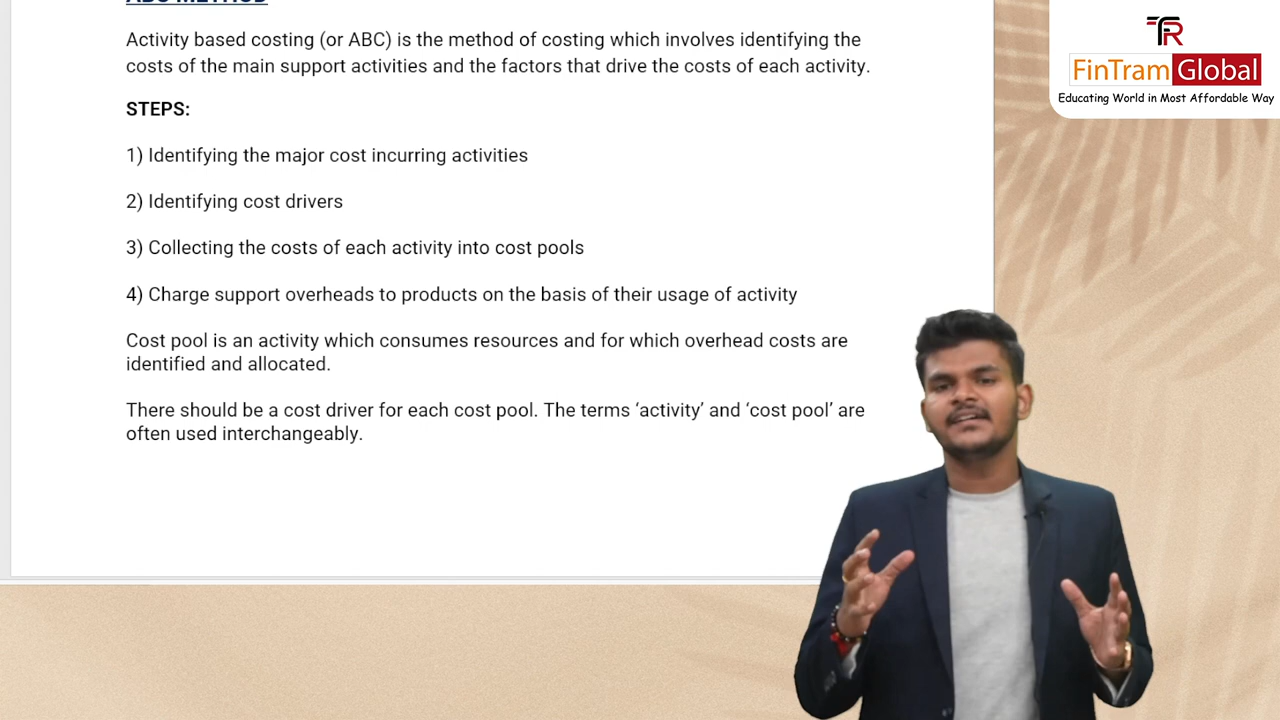 ABC METHOD
Activity based costing (or ABC) is the method of costing which involves identifying the
costs of the main support activities and the factors that drive the costs of each activity.
STEPS:
1) Identifying the major cost incurring activities
2) Identifying cost drivers
3) Collecting the costs of each activity into cost pools
4) Charge support overheads to products on the basis of their usage of activity
Cost pool is an activity which consumes resources and for which overhead costs are
identified and allocated.
There should be a cost driver for each cost pool. The terms ‘activity’ and ‘cost pool’ are
often used interchangeably.
FinTram Global
Educating World in Most Affordable Way